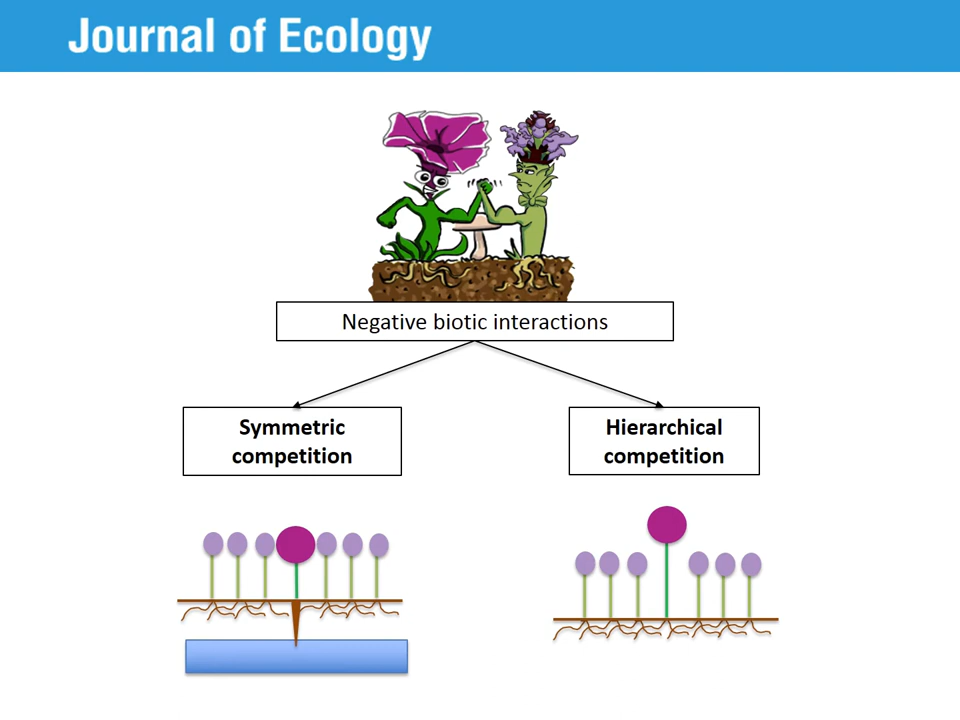 Journal of Ecology
Negative biotic interactions
Symmetric
competition
Hierarchical
competition